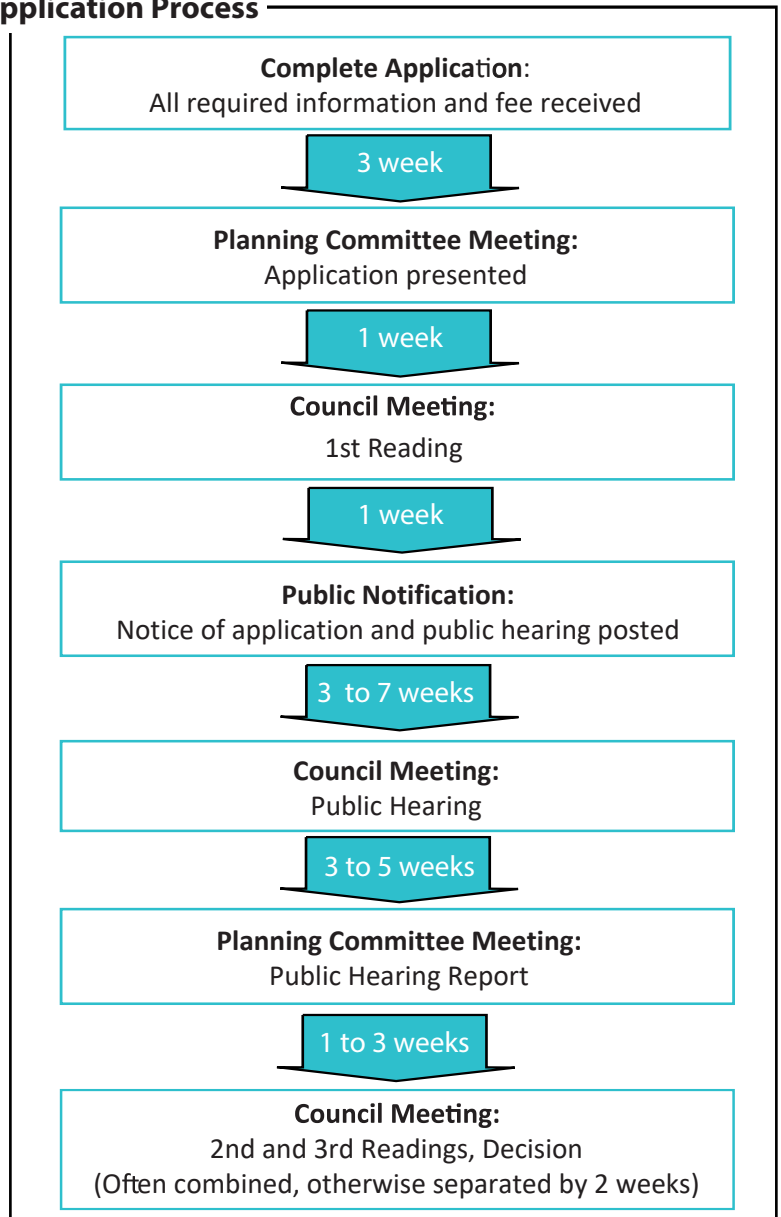 pplication Process
Complete Application:
All required information and fee received
3 week
Planning Committee Meeting:
Application presented
1 week
Council Meeting:
1st Reading
1 week
Public Notification:
Notice of application and public hearing posted
3 to 7 weeks
Council Meeting:
Public Hearing
3 to 5 weeks
Planning Committee Meeting:
Public Hearing Report
1 to 3 weeks
Council Meeting:
2nd and 3rd Readings, Decision
(Often combined, otherwise separated by 2 weeks)